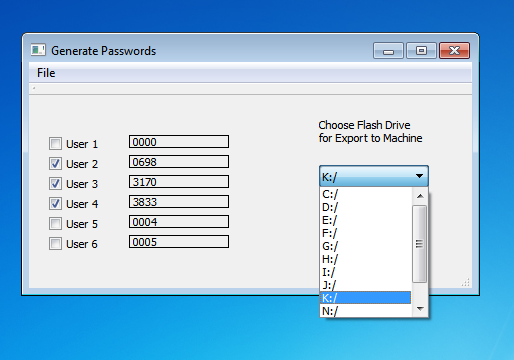 Generate Passwords
File
Choose Flash Drive
for Export to Machine
User 1 0000
User 2 0698
User 3 3170
User 4 3833
User 5 0004
User 6 0005
K:/
C:/
D:/
E:/
F:/
G:/
H:/
I:/
J:/
K:/
N:/